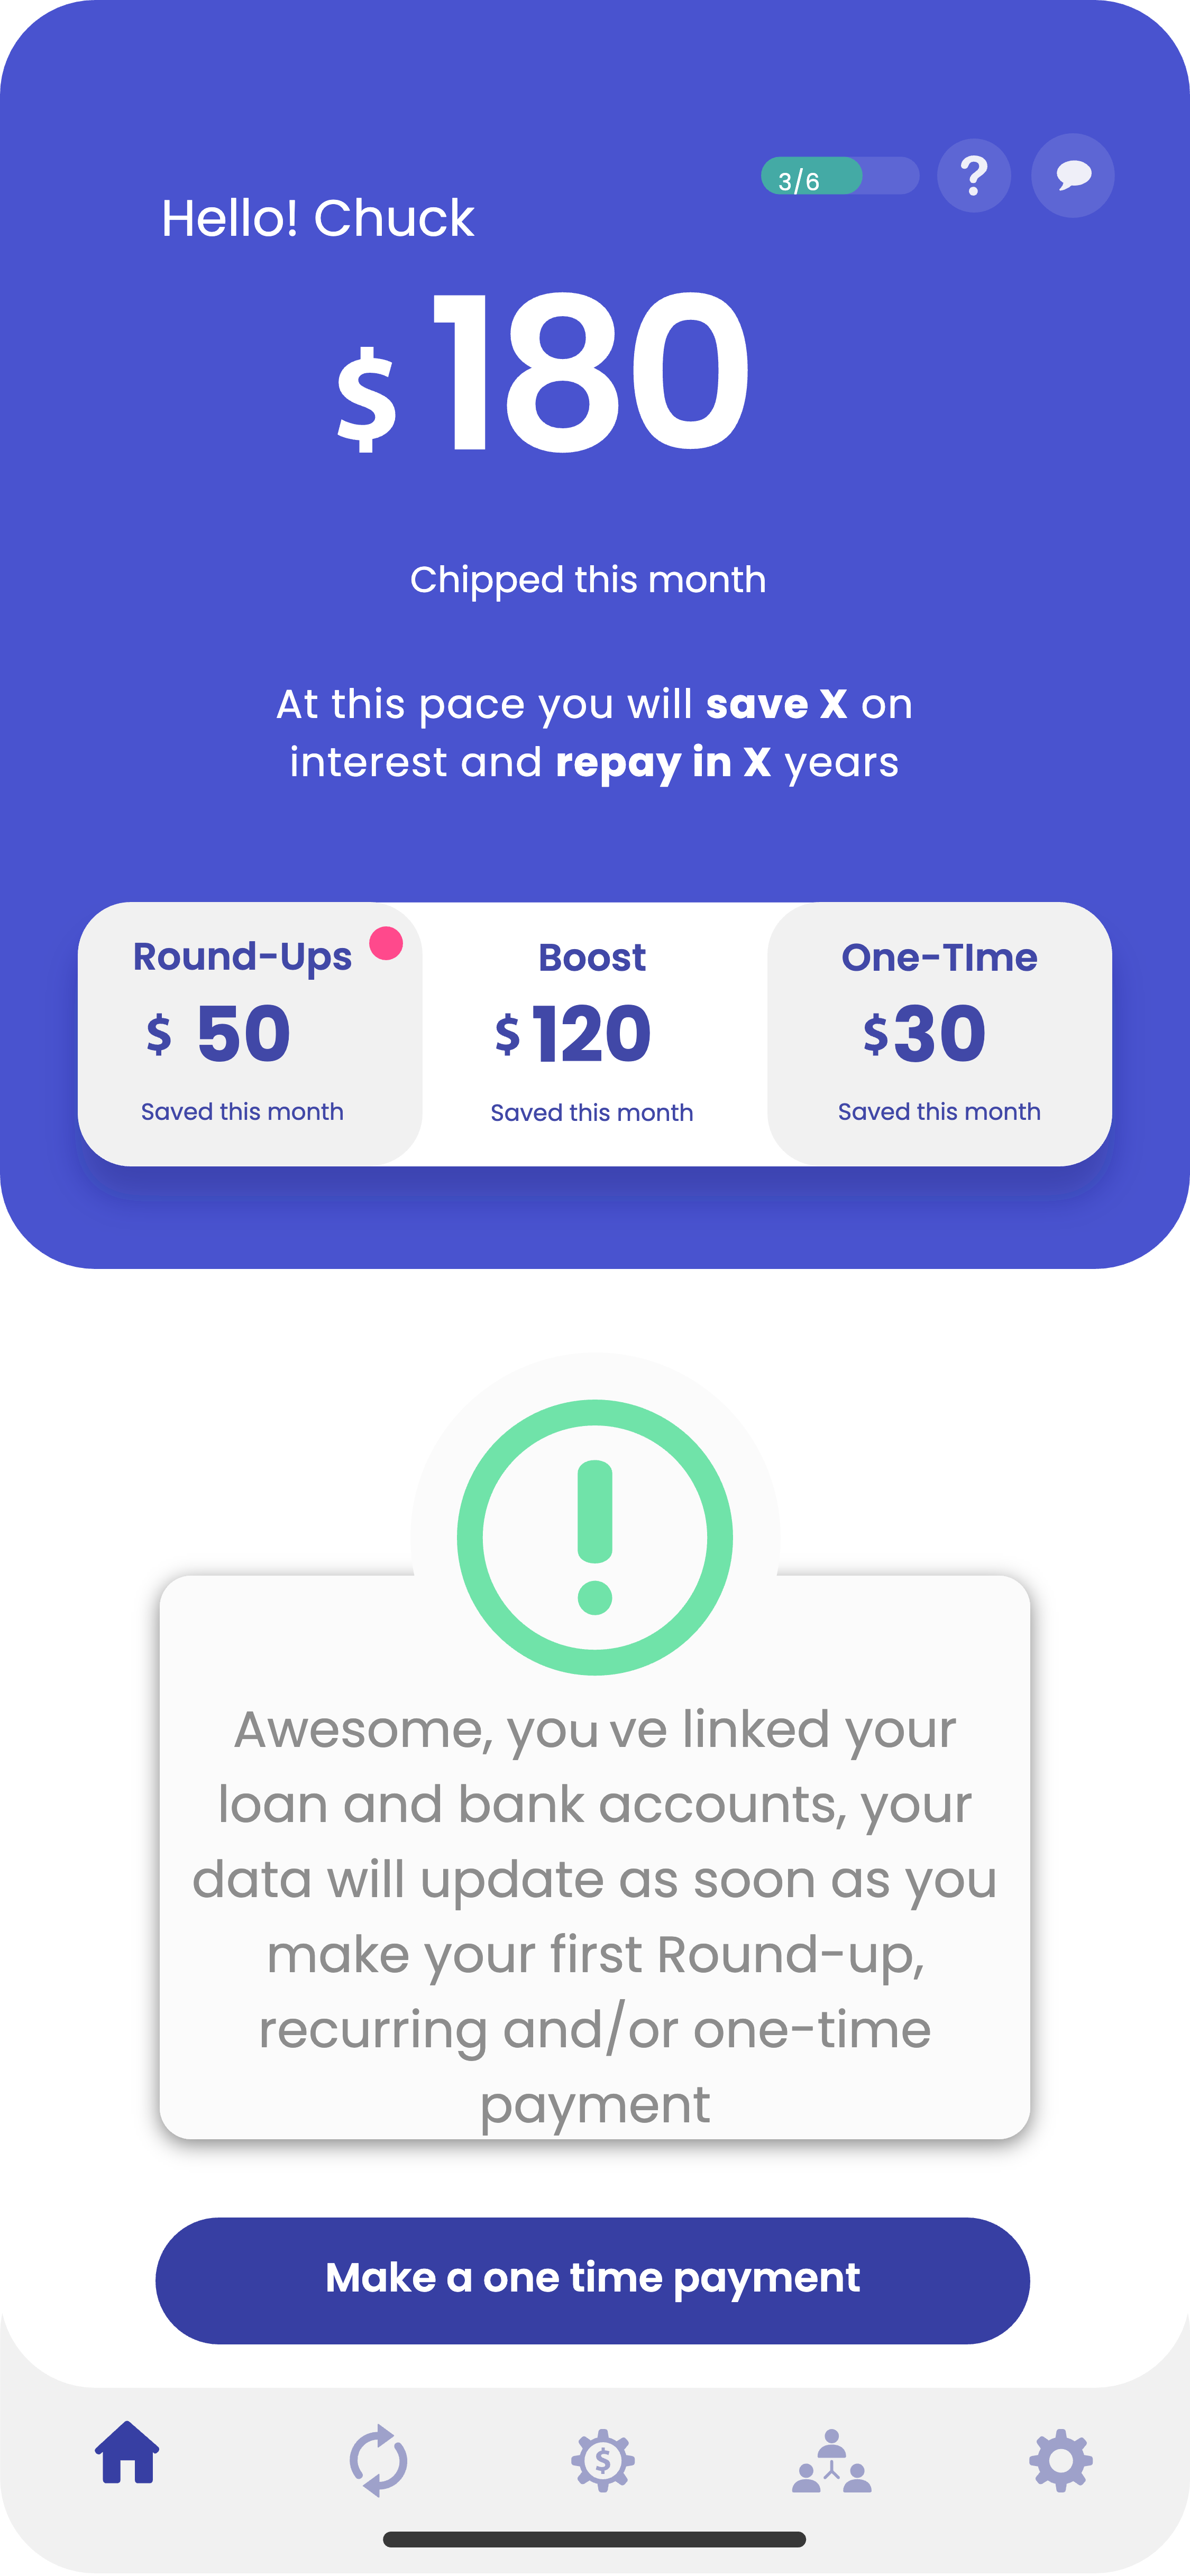 3/6
?
Hello! Chuck
$ 180
Chipped this month
At this pace you will save X on
interest and repay in X years
Round-Ups
$ 50
Saved this month
Boost
$ 120
Saved this month
One-TIme
$30
Saved this month
!
Awesome, you ve linked your
loan and bank accounts, your
data will update as soon as you
make your first Round-up,
recurring and/or one-time
payment
Make a one time payment
$